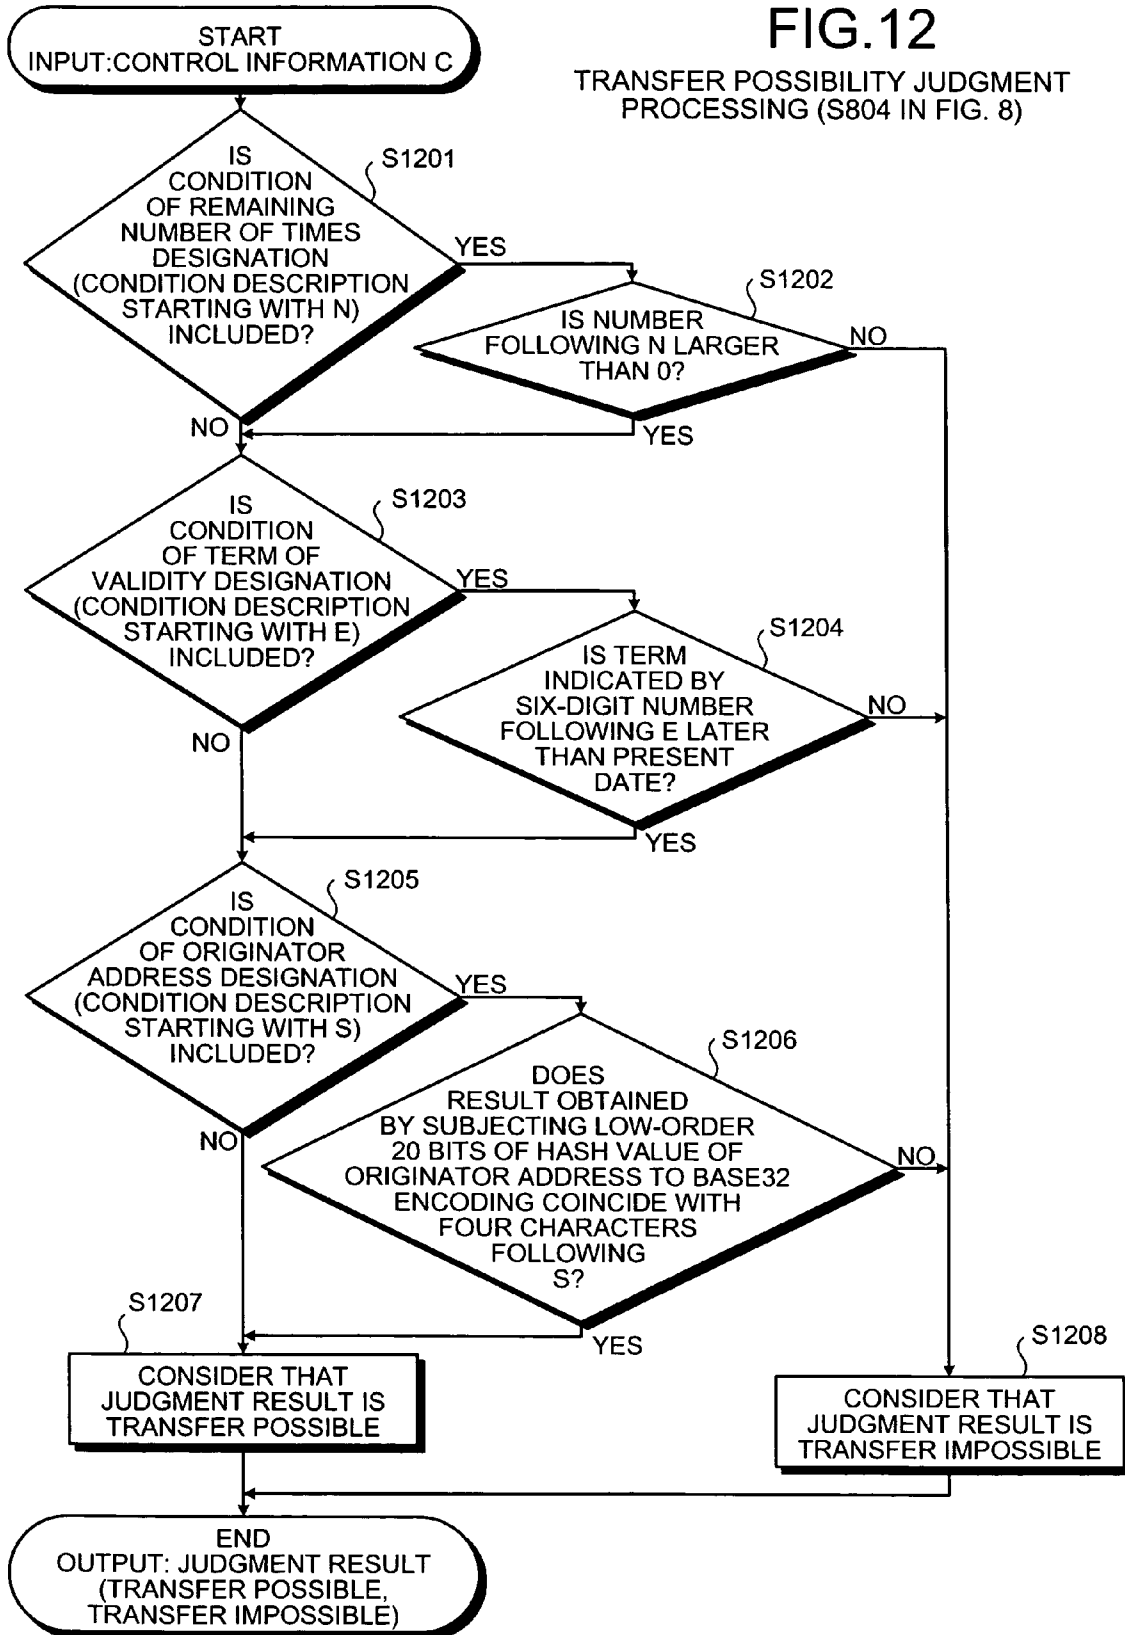 FIG.12
TRANSFER POSSIBILITY JUDGMENT
PROCESSING (S804 IN FIG. 8)
START
INPUT:CONTROL INFORMATION C
S1201
IS
CONDITION
OF REMAINING
NUMBER OF TIMES
DESIGNATION
(CONDITION DESCRIPTION
STARTING WITH N)
INCLUDED?
YES
NO
S1202
IS NUMBER
FOLLOWING N LARGER
THAN 0?
NO
YES
S1203
IS
CONDITION
OF TERM OF
VALIDITY DESIGNATION
(CONDITION DESCRIPTION
STARTING WITH E)
INCLUDED?
YES
NO
S1204
IS TERM
INDICATED BY
SIX-DIGIT NUMBER
FOLLOWING E LATER
THAN PRESENT
DATE?
NO
YES
S1205
IS
CONDITION
OF ORIGINATOR
ADDRESS DESIGNATION
(CONDITION DESCRIPTION
STARTING WITH S)
INCLUDED?
YES
NO
S1206
DOES
RESULT OBTAINED
BY SUBJECTING LOW-ORDER
20 BITS OF HASH VALUE OF
ORIGINATOR ADDRESS TO BASE32
ENCODING COINCIDE WITH
FOUR CHARACTERS
FOLLOWING
S?
NO
YES
S1207
CONSIDER THAT
JUDGMENT RESULT IS
TRANSFER POSSIBLE
S1208
CONSIDER THAT
JUDGMENT RESULT IS
TRANSFER IMPOSSIBLE
END
OUTPUT: JUDGMENT RESULT
(TRANSFER POSSIBLE,
TRANSFER IMPOSSIBLE)